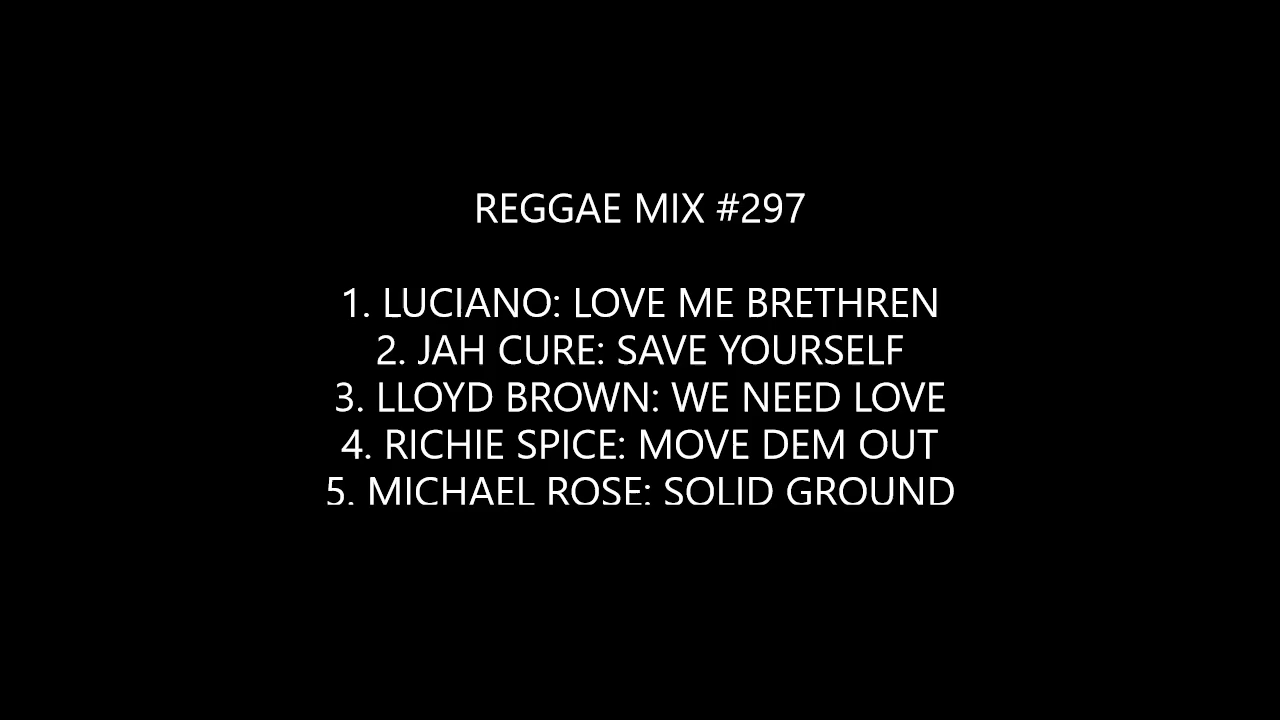 REGGAE MIX #297
1. LUCIANO: LOVE ME BRETHREN
2. JAH CURE: SAVE YOURSELF
3. LLOYD BROWN: WE NEED LOVE
4. RICHIE SPICE: MOVE DEM OUT
5. MICHAEL ROSE: SOLID GROUND